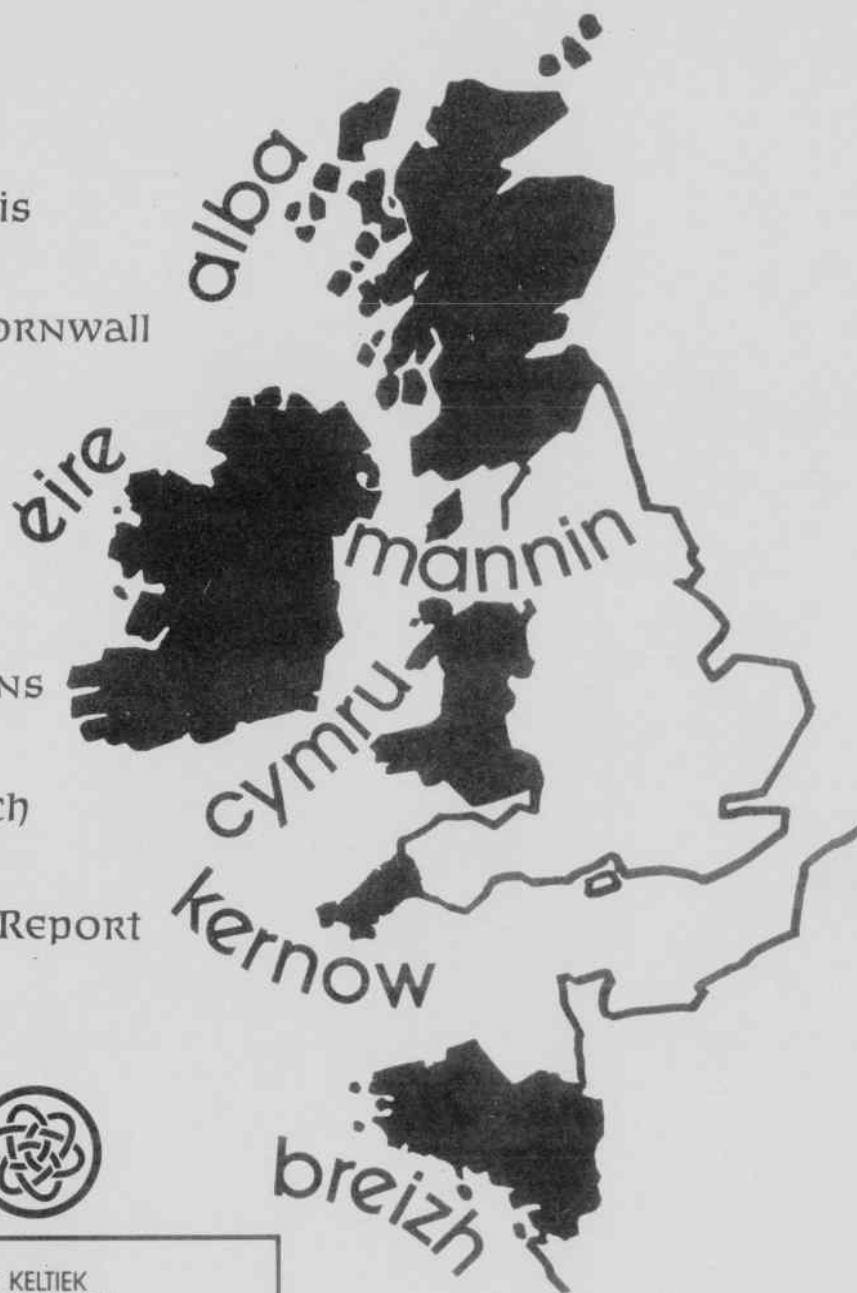 is
alba
ORNwall
éire
mannin
NS
cymru
ch
Report
kernow
breizh
KELTIEK